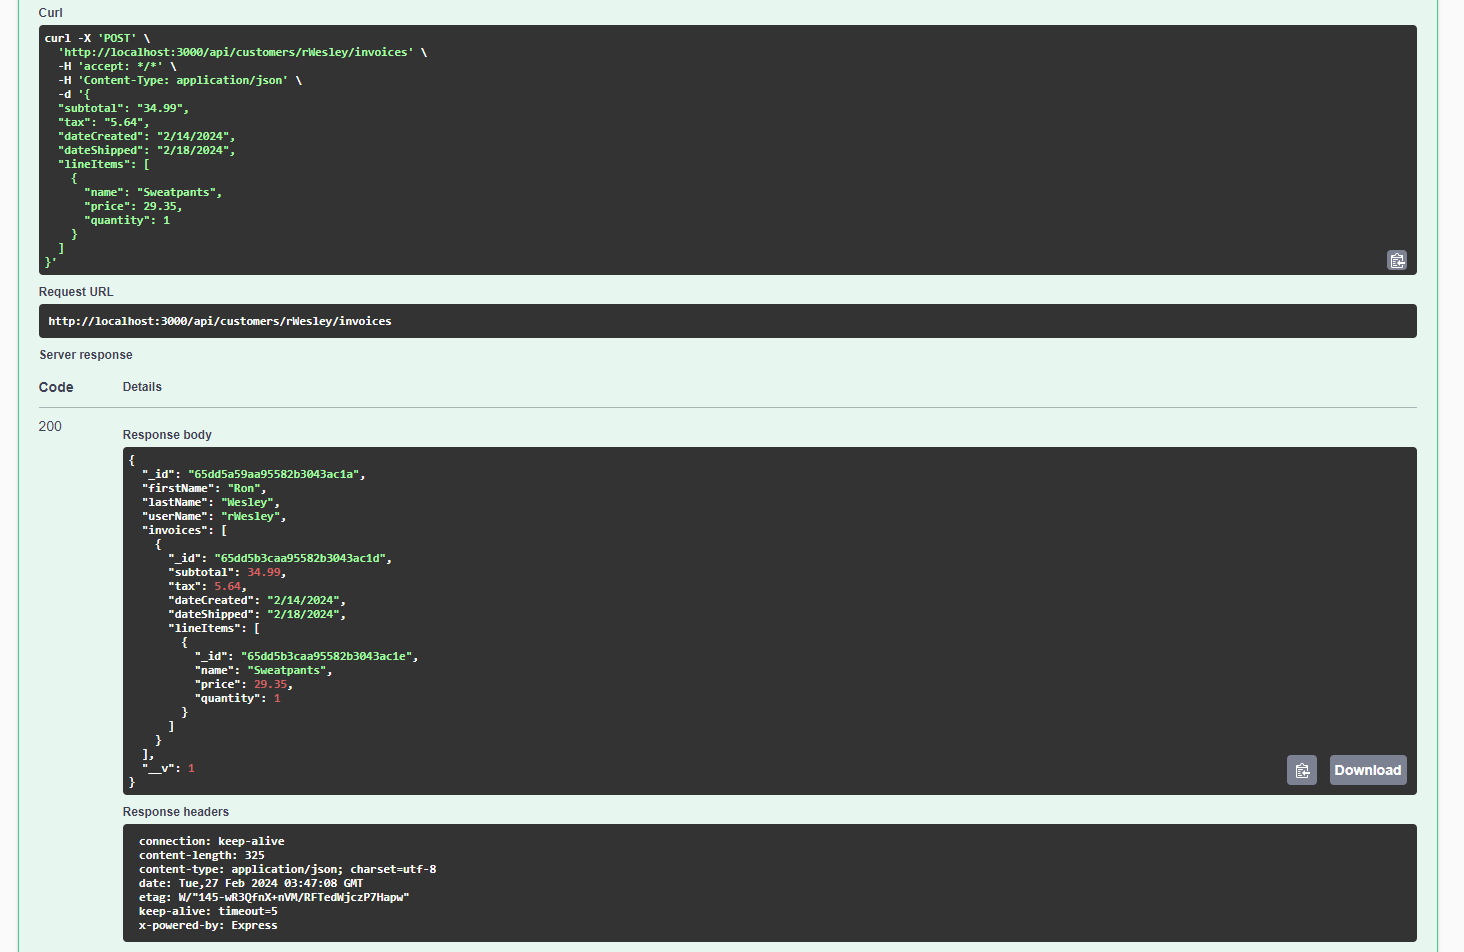 Curl
curl -X 'POST' \
  'http://localhost:3000/api/customers/rWesley/invoices' \
  -H 'accept: */*' \
  -H 'Content-Type: application/json' \
  -d '{
  "subtotal": "34.99",
  "tax": "5.64",
  "dateCreated": "2/14/2024",
  "dateShipped": "2/18/2024",
  "lineItems": [
    {
      "name": "Sweatpants",
      "price": 29.35,
      "quantity": 1
    }
  ]
}'
Request URL
http://localhost:3000/api/customers/rWesley/invoices
Server response
Code Details
200
Response body
{
  "_id": "65dd5a59aa95582b3043ac1a",
  "firstName": "Ron",
  "lastName": "Wesley",
  "userName": "rWesley",
  "invoices": [
    {
      "_id": "65dd5b3caa95582b3043ac1d",
      "subtotal": 34.99,
      "tax": 5.64,
      "dateCreated": "2/14/2024",
      "dateShipped": "2/18/2024",
      "lineItems": [
        {
          "_id": "65dd5b3caa95582b3043ac1e",
          "name": "Sweatpants",
          "price": 29.35,
          "quantity": 1
        }
      ]
    }
  ],
  "__v": 1
}
Download
Response headers
connection: keep-alive
content-length: 325
content-type: application/json; charset=utf-8
date: Tue,27 Feb 2024 03:47:08 GMT
etag: W/"145-wR3QfnX+nVM/RFTedWjczP7Hapw"
keep-alive: timeout=5
x-powered-by: Express